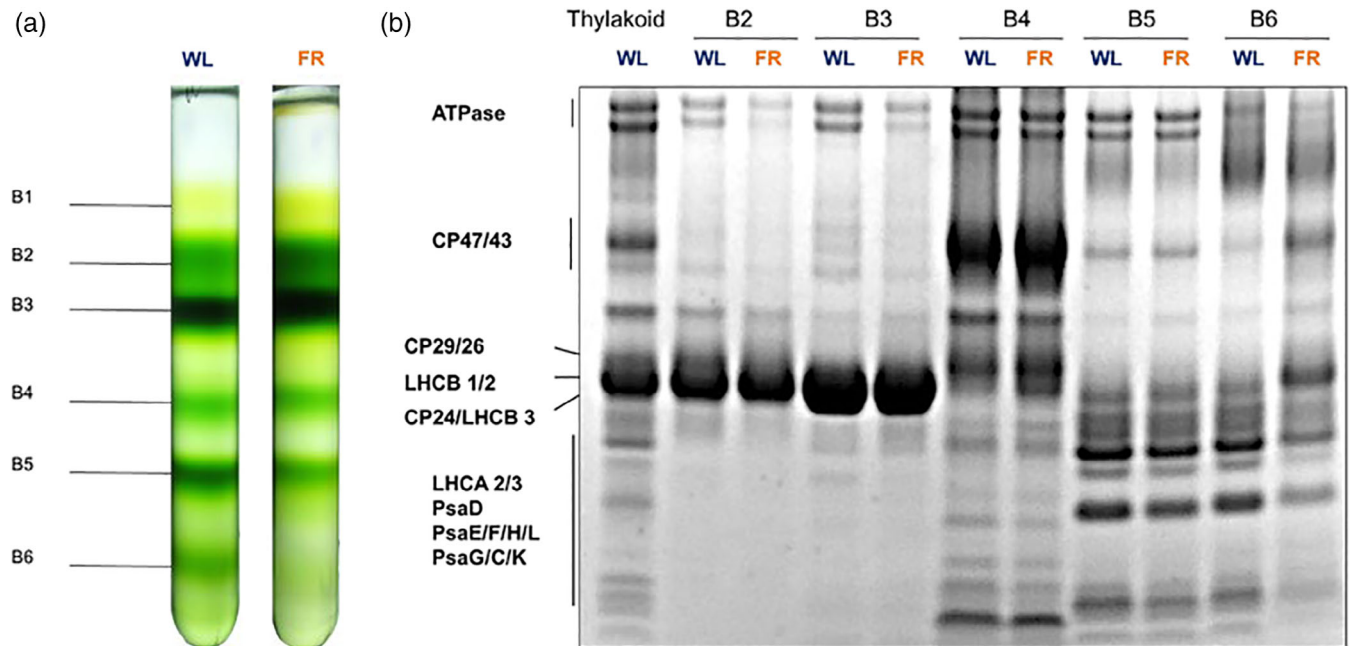 (a)
WL FR
B1
B2
B3
B4
B5
B6
(b)
Thylakoid B2 B3 B4 B5 B6
WL WL FR WL FR WL FR WL FR WL FR
ATPase
CP47/43
CP29/26
LHCB 1/2
CP24/LHCB 3
LHCA 2/3
PsaD
PsaE/F/H/L
PsaG/C/K